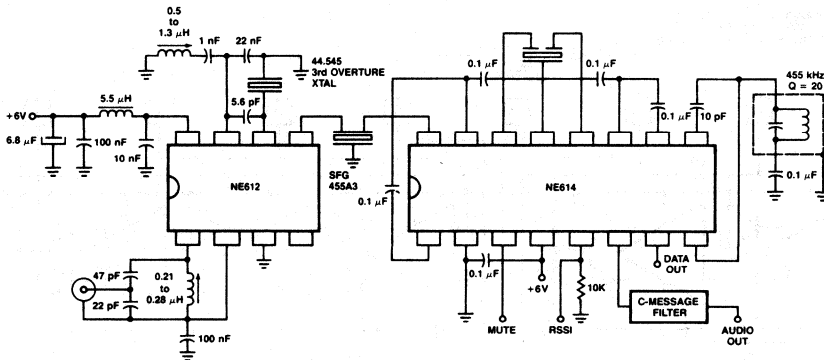 0.5
to
1.3 μH
1 nF
22 nF
44.545
3rd OVERTURE
XTAL
0.1 μF
0.1 μF
455 kHz
Q = 20
+6V
5.5 μH
5.6 pF
0.1 μF
10 pF
6.8 μF
100 nF
10 nF
SFG
455A3
NE612
0.1 μF
NE614
0.1 μF
47 pF
22 pF
0.21
to
0.28 μH
100 nF
0.1 μF
+6V
10K
DATA
OUT
MUTE
RSSI
C-MESSAGE
FILTER
AUDIO
OUT